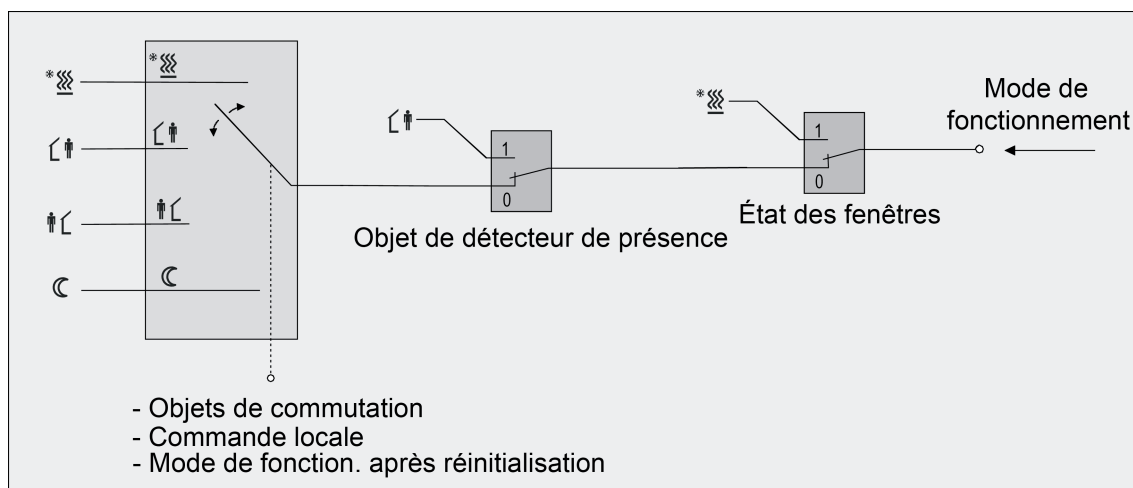 Mode de
fonctionnement
1
0
1
0
État des fenêtres
Objet de détecteur de présence
- Objets de commutation
- Commande locale
- Mode de fonction. après réinitialisation